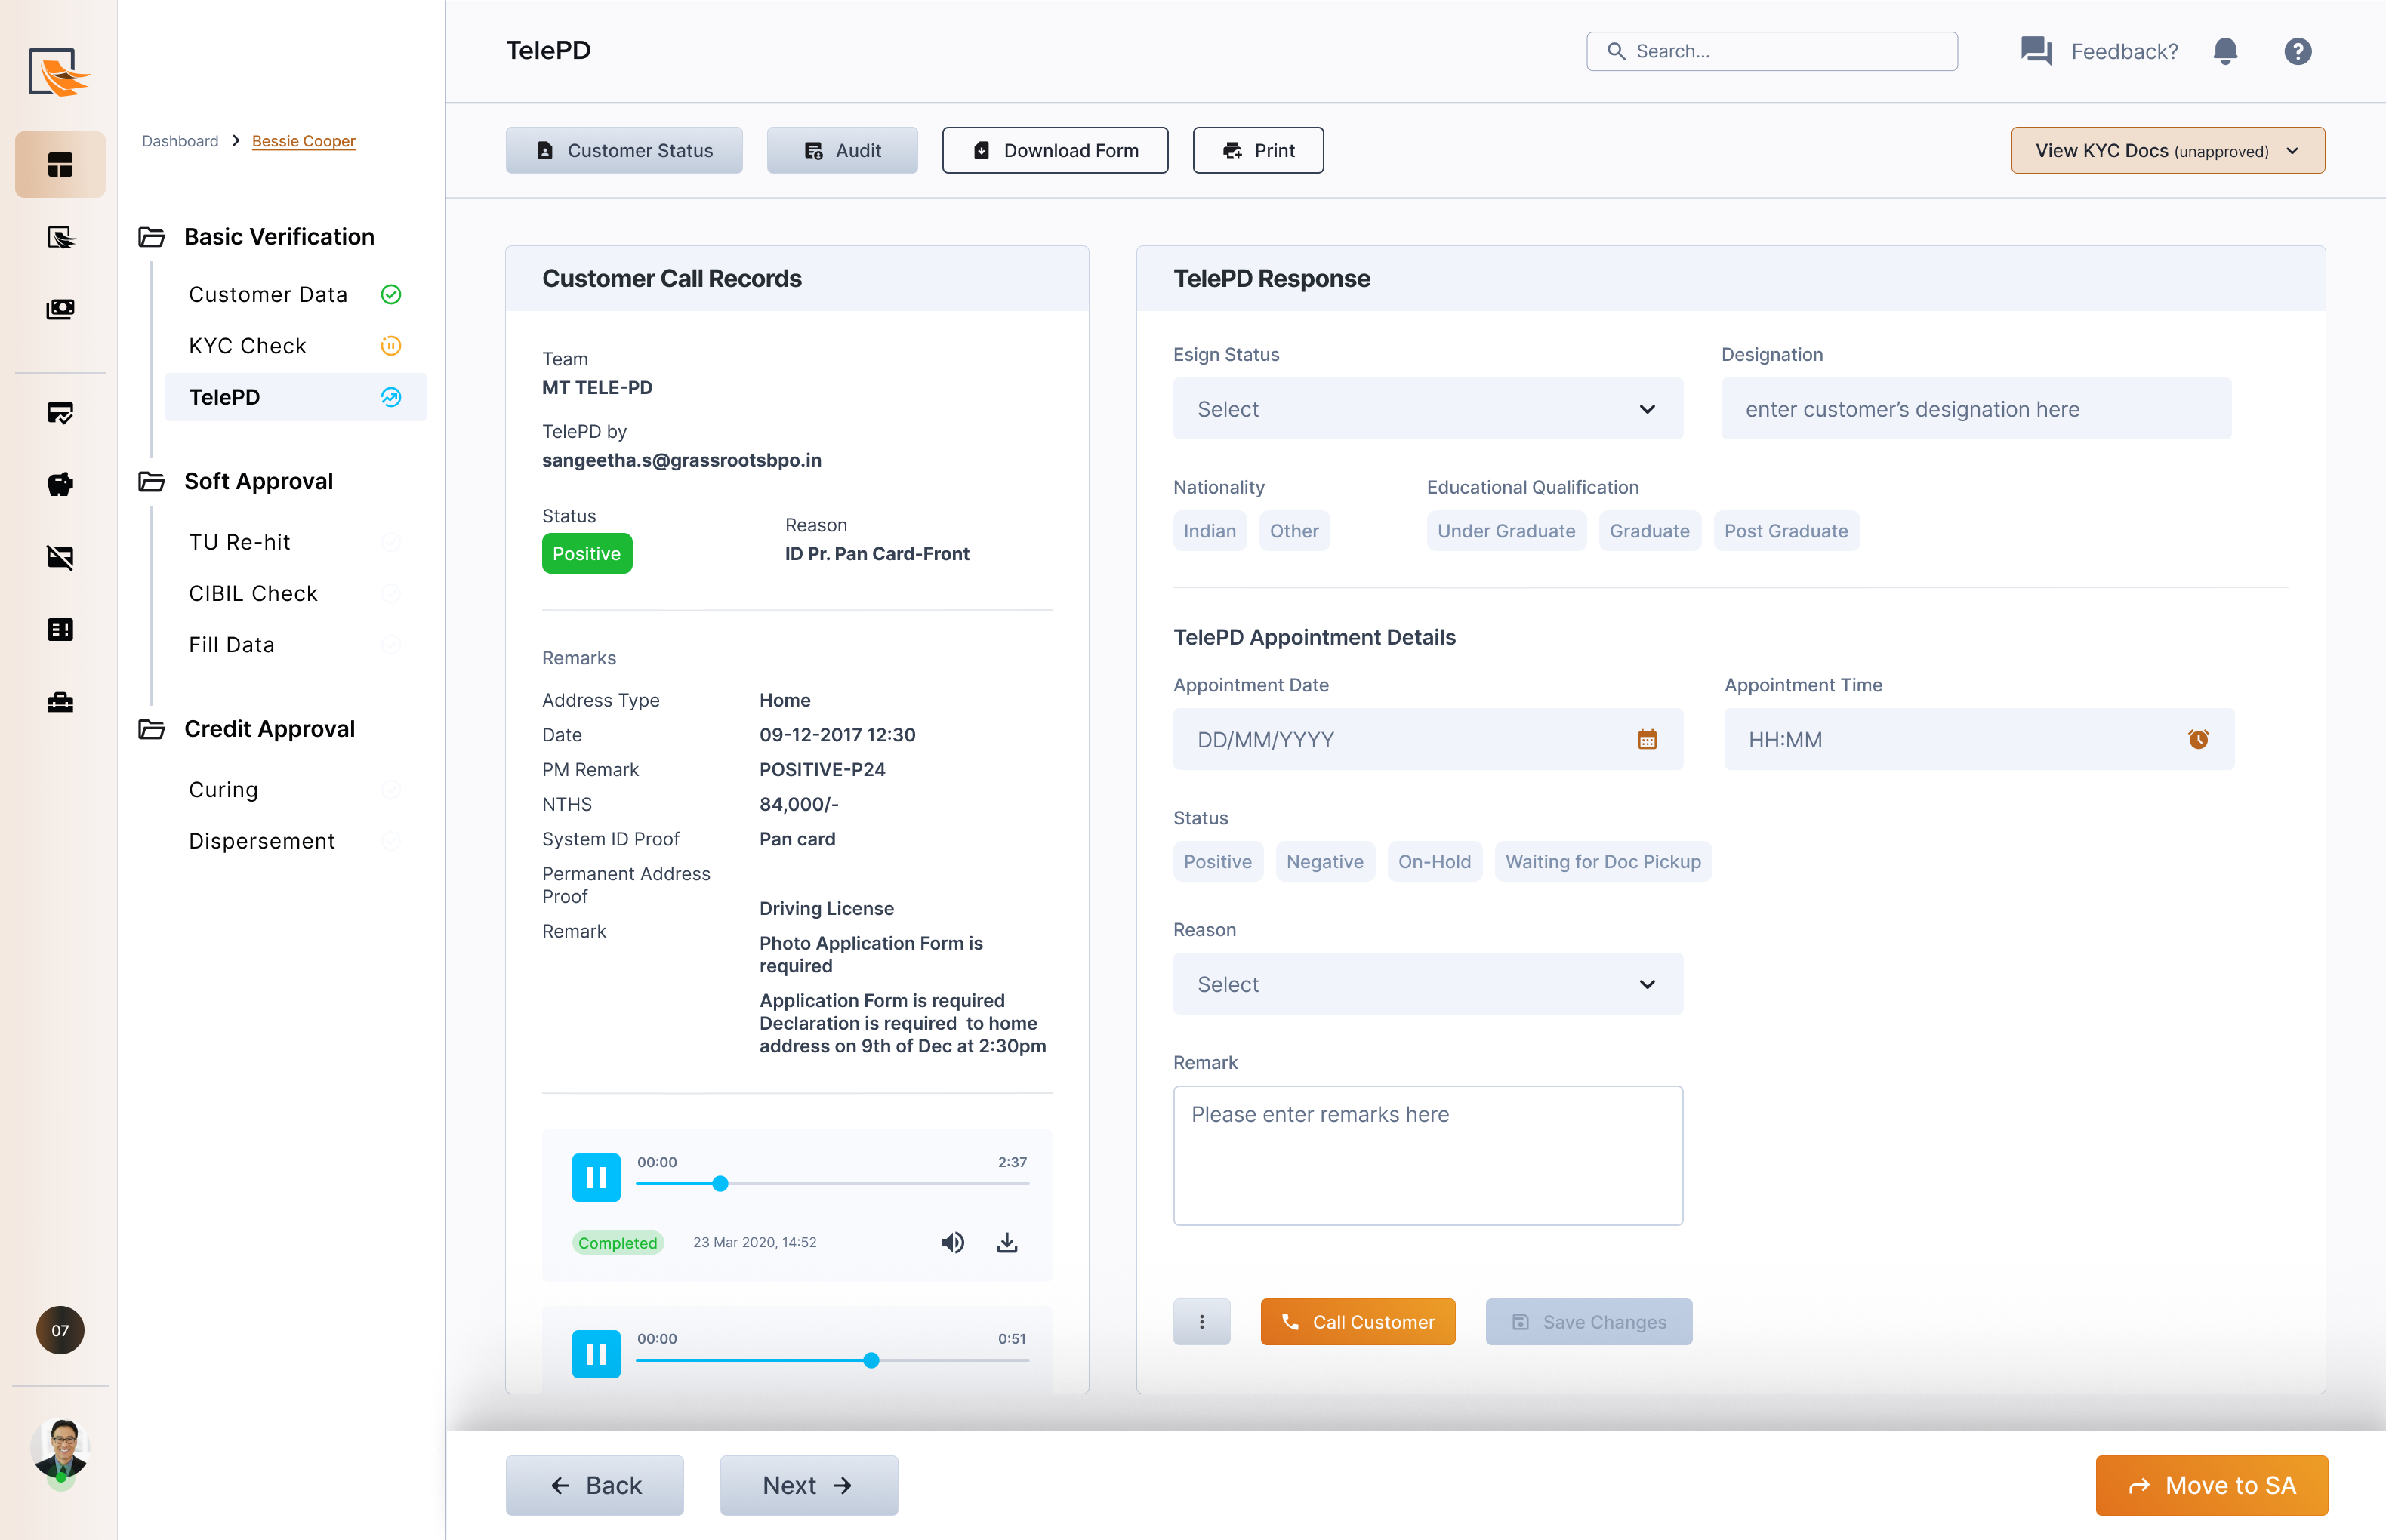 TelePD
Search...
Feedback?
Dashboard
Bessie Cooper
Customer Status
Audit
Download Form
Print
View KYC Docs (unapproved)
Basic Verification
Customer Data
KYC Check
TelePD
Soft Approval
TU Re-hit
CIBIL Check
Fill Data
Credit Approval
Curing
Dispersement
07
Customer Call Records
Team
MT TELE-PD
TelePD by
sangeetha.s@grassrootsbpo.in
Status
Positive
Reason
ID Pr. Pan Card-Front
Remarks
Address Type
Home
Date
09-12-2017 12:30
PM Remark
POSITIVE-P24
NTHS
84,000/-
System ID Proof
Pan card
Permanent Address
Proof
Driving License
Remark
Photo Application Form is
required
Application Form is required
Declaration is required to home
address on 9th of Dec at 2:30pm
00:00
2:37
Completed
23 Mar 2020, 14:52
00:00
0:51
TelePD Response
Esign Status
Select
Designation
enter customer’s designation here
Nationality
Indian
Other
Educational Qualification
Under Graduate
Graduate
Post Graduate
TelePD Appointment Details
Appointment Date
DD/MM/YYYY
Appointment Time
HH:MM
Status
Positive
Negative
On-Hold
Waiting for Doc Pickup
Reason
Select
Remark
Please enter remarks here
Call Customer
Save Changes
Back
Next
Move to SA